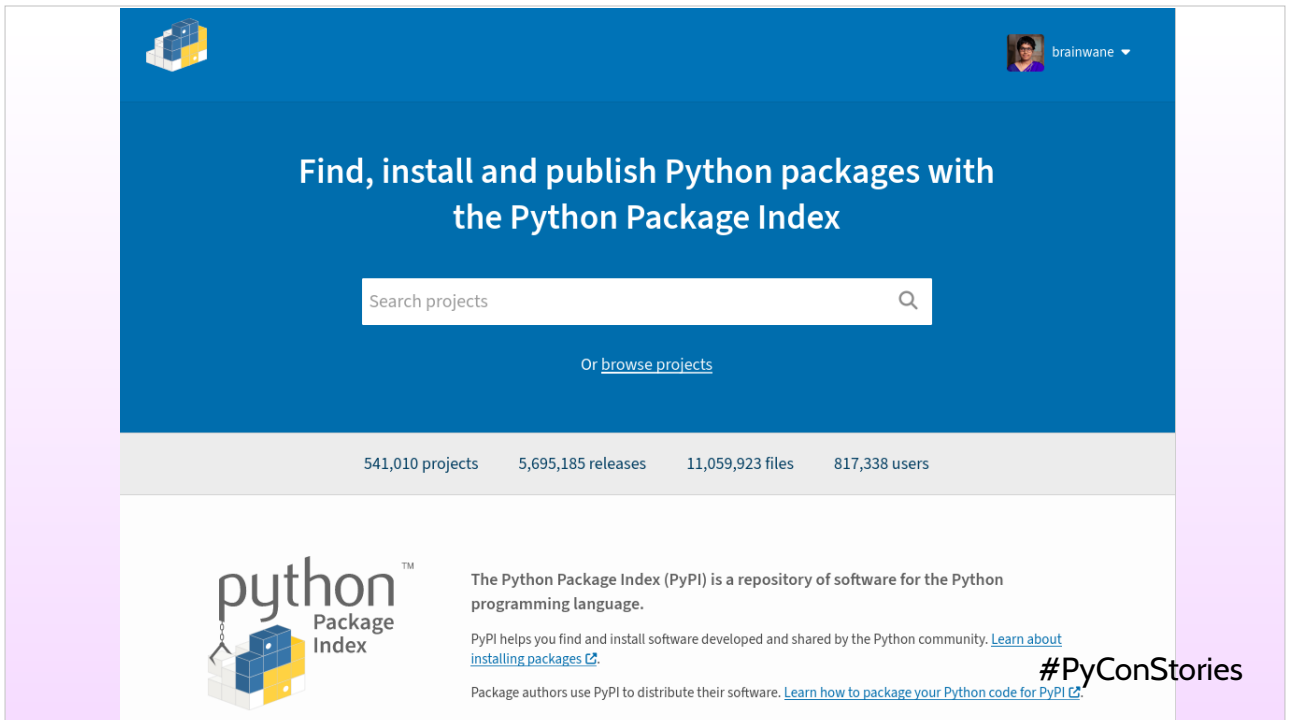 brainwane
Find, install and publish Python packages with
the Python Package Index
Search projects
Or browse projects
541,010 projects 5,695,185 releases 11,059,923 files 817,338 users
python™
Package
Index
The Python Package Index (PyPI) is a repository of software for the Python
programming language.
PyPI helps you find and install software developed and shared by the Python community. Learn about
installing packages.
Package authors use PyPI to distribute their software. Learn how to package your Python code for PyPI.
#PyConStories